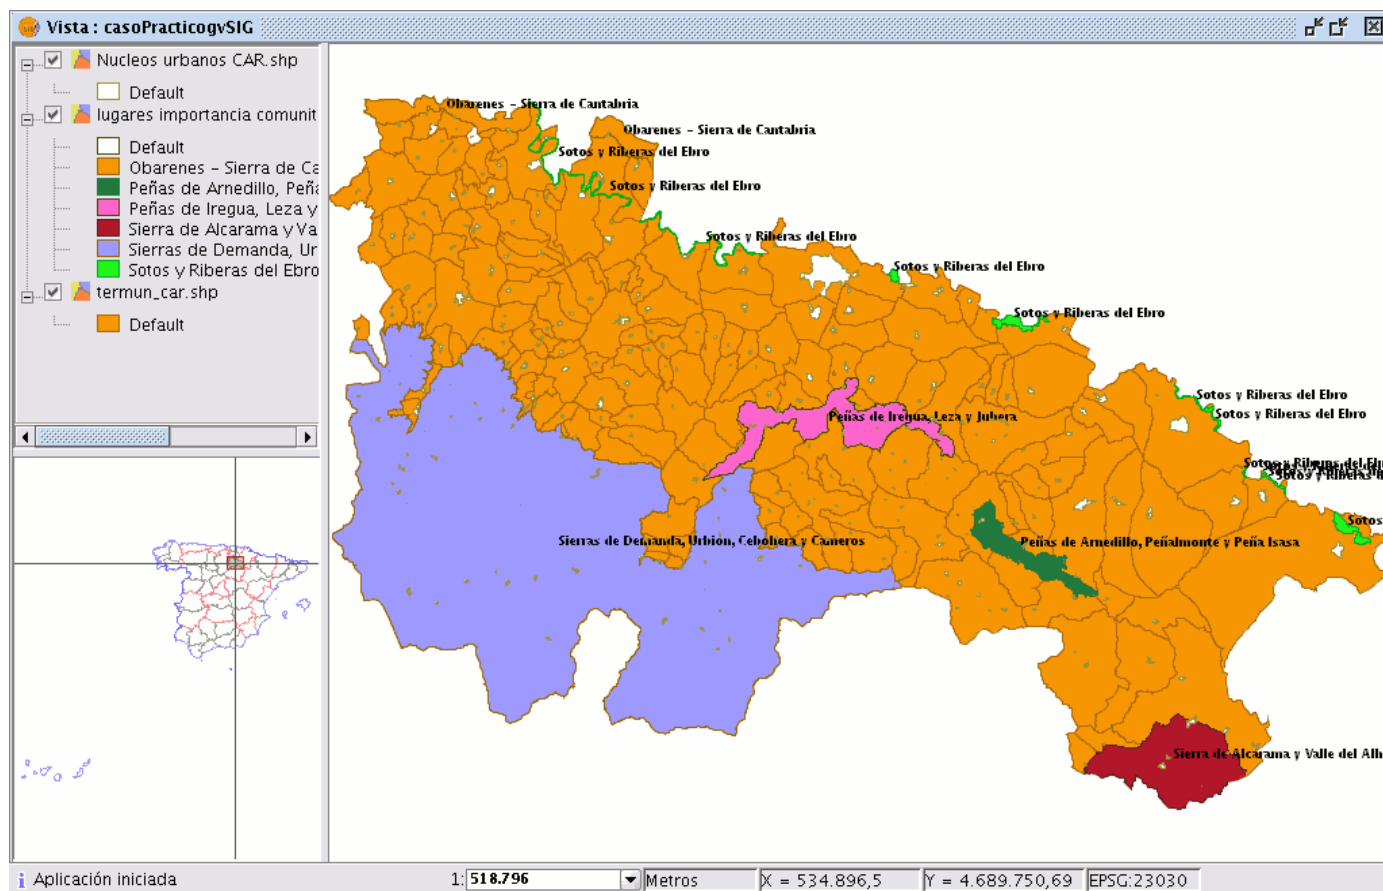 Vista : casoPracticogvSIG
Nucleos urbanos CAR.shp
Default
lugares importancia comunit
Default
Obarenes - Sierra de Ca
Peñas de Arnedillo, Peña
Peñas de Iregua, Leza y
Sierra de Alcarama y Va
Sierras de Demanda, Ur
Sotos y Riberas del Ebro
termun_car.shp
Default
Obarenes - Sierra de Cantabria
Obarenes - Sierra de Cantabria
Sotos y Riberas del Ebro
Sotos y Riberas del Ebro
Sotos y Riberas del Ebro
Sotos y Riberas del Ebro
Sotos y Riberas del Ebro
Sotos y Riberas del Ebro
Sotos y Riberas del Ebro
Peñas de Iregua, Leza y Jubera
Sotos y
Sotos
Sierras de Demanda, Urbión, Cebollera y Cameros
Peñas de Arnedillo, Peñalmonte y Peña Isasa
Sierra de Alcarama y Valle del Alh
Aplicación iniciada
1: 518.796
Metros
X = 534.896,5
Y = 4.689.750,69
EPSG:23030